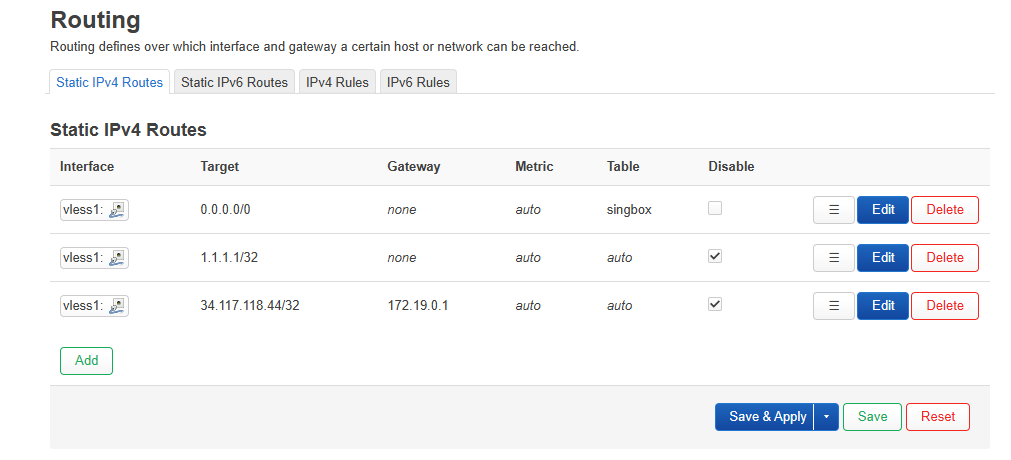 Routing
Routing defines over which interface and gateway a certain host or network can be reached.
Static IPv4 Routes Static IPv6 Routes IPv4 Rules IPv6 Rules
Static IPv4 Routes
Interface Target Gateway Metric Table Disable
vless1: 0.0.0.0/0 none auto singbox ☰ Edit Delete
vless1: 1.1.1.1/32 none auto auto ☰ Edit Delete
vless1: 34.117.118.44/32 172.19.0.1 auto auto ☰ Edit Delete
Add
Save & Apply Save Reset